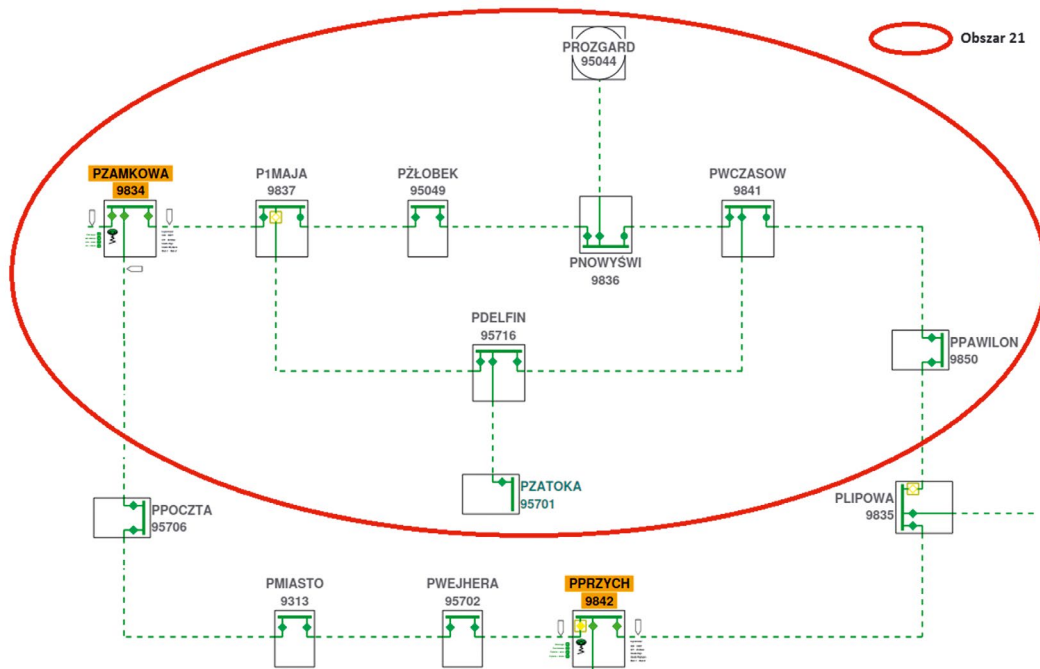 Obszar 21
PROZGARD
95044
PZAMKOWA
9834
P1MAJA
9837
PŻŁOBEK
95049
PWCZASOW
9841
PNOWYŚWI
9836
PDELFIN
95716
PPAWILON
9850
PZATOKA
95701
PPOCZTA
95706
PLIPOWA
9835
PMIASTO
9313
PWEJHERA
95702
PPRZYCH
9842